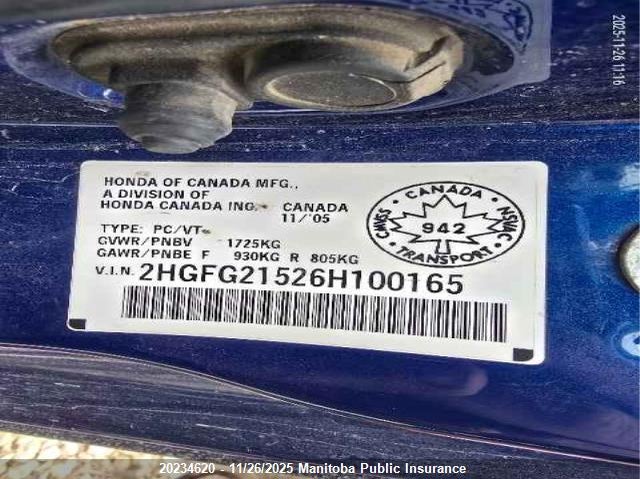 2025-11-26 11:16
HONDA OF CANADA MFG.,
A DIVISION OF
HONDA CANADA INC. CANADA
11/'05
TYPE: PC/VT
GVWR/PNBV 1725KG
GAWR/PNBE F 930KG R 805KG
V.I.N. 2HGFG21526H100165
CANADA
CMVSS 942 NSVAC
TRANSPORT
20234620 - 11/26/2025 Manitoba Public Insurance